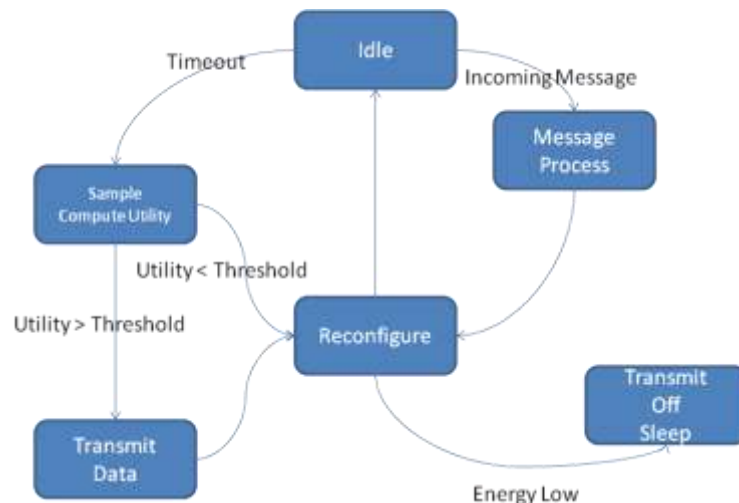 Idle
Timeout
Incoming Message
Message
Process
Sample
Compute Utility
Utility < Threshold
Utility > Threshold
Reconfigure
Transmit
Off
Sleep
Transmit
Data
Energy Low